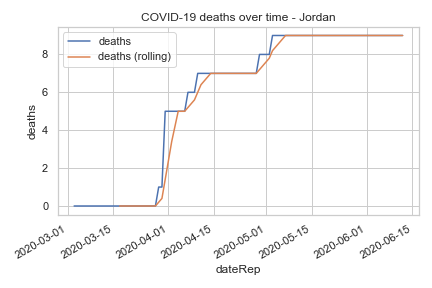 COVID-19 deaths over time - Jordan
deaths
deaths (rolling)
deaths
8
6
4
2
0
2020-03-01
2020-03-15
2020-04-01
2020-04-15
2020-05-01
2020-05-15
2020-06-01
2020-06-15
dateRep